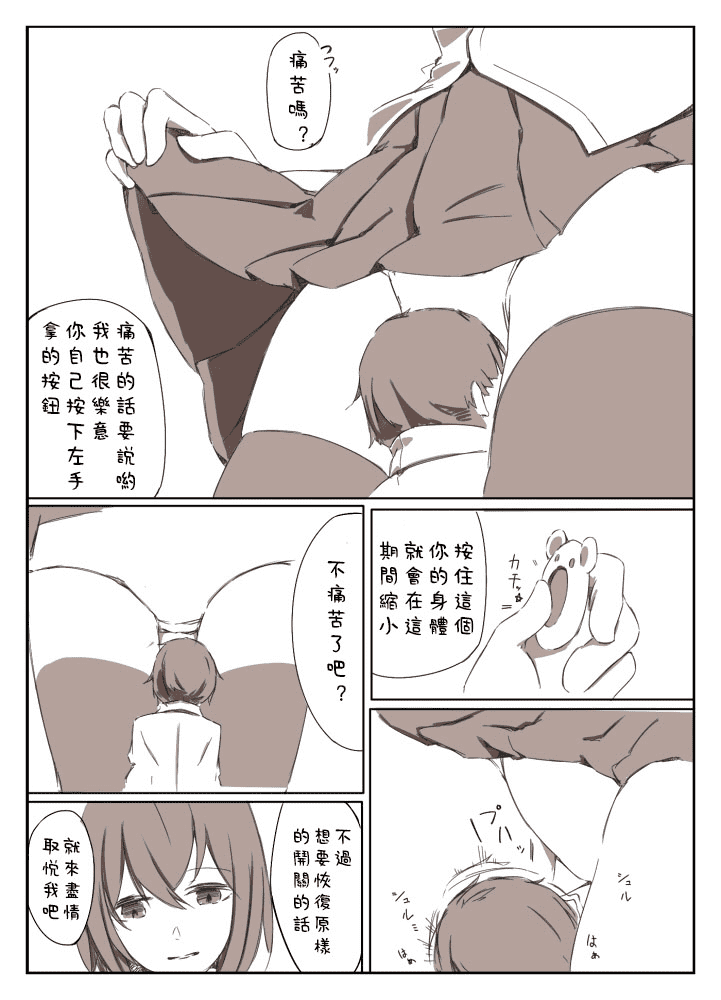 痛苦嗎？
フフッ
痛苦的話要說喲
我也很樂意
你自己按下左手
拿的按鈕
按住這個
你的身體
就會在這
期間縮小
カチッ
不痛苦了吧？
プハッ
シュル
シュルミ
はぁ
はぁ
不過
想要恢復原樣
的開關的話
就來盡情
取悅我吧